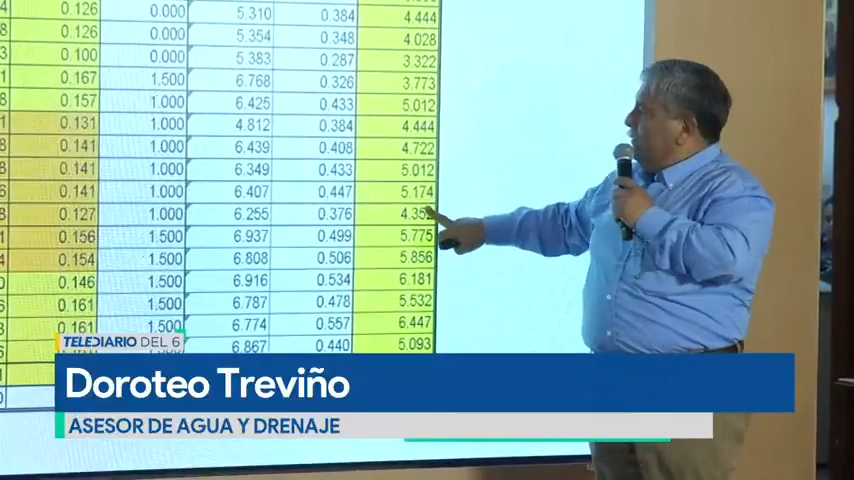 0.126 0.000 5.310 0.384 4.444
0.126 0.000 5.354 0.348 4.028
0.100 0.000 5.383 0.287 3.322
0.167 1.500 6.768 0.326 3.773
0.157 1.000 6.425 0.433 5.012
0.131 1.000 4.812 0.384 4.444
0.141 1.000 6.439 0.408 4.722
0.141 1.000 6.349 0.433 5.012
0.141 1.000 6.407 0.447 5.174
0.127 1.000 6.255 0.376
0.156 1.500 6.937 0.499 5.775
0.154 1.500 6.808 0.506 5.856
0.146 1.500 6.916 0.534 6.181
0.161 1.500 6.787 0.478 5.532
0.161 1.500 6.774 0.557 6.447
6.867 0.440 5.093
TELEDIARIO DEL 6
Doroteo Treviño
ASESOR DE AGUA Y DRENAJE